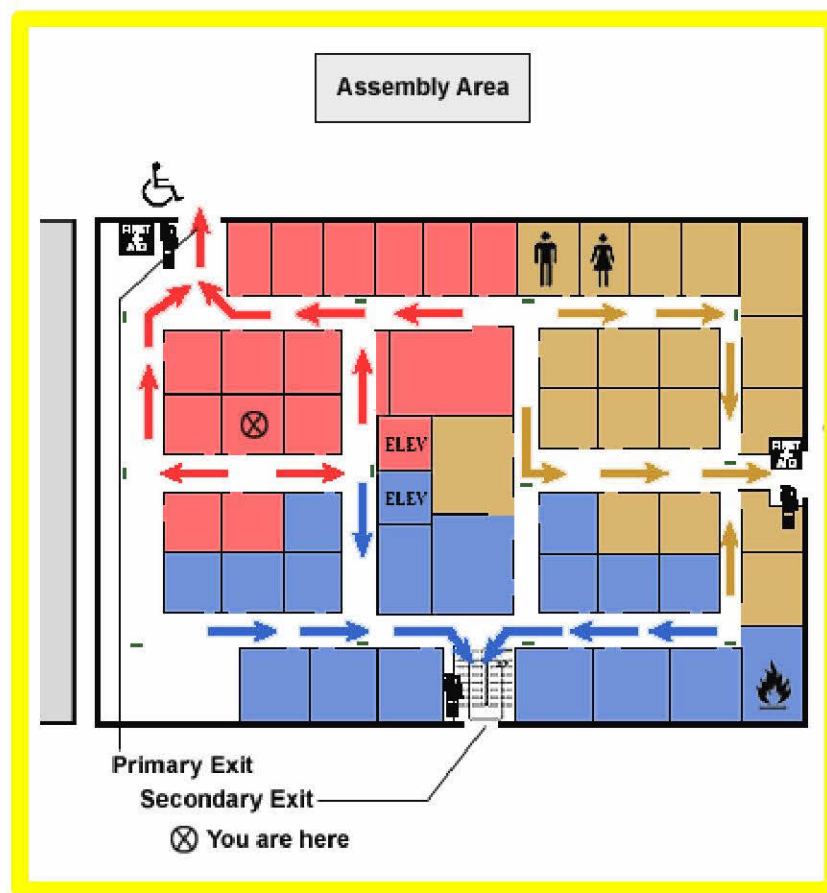 Assembly Area
FIRST
AID
ELEV
FIRST
AID
ELEV
Primary Exit
Secondary Exit
You are here